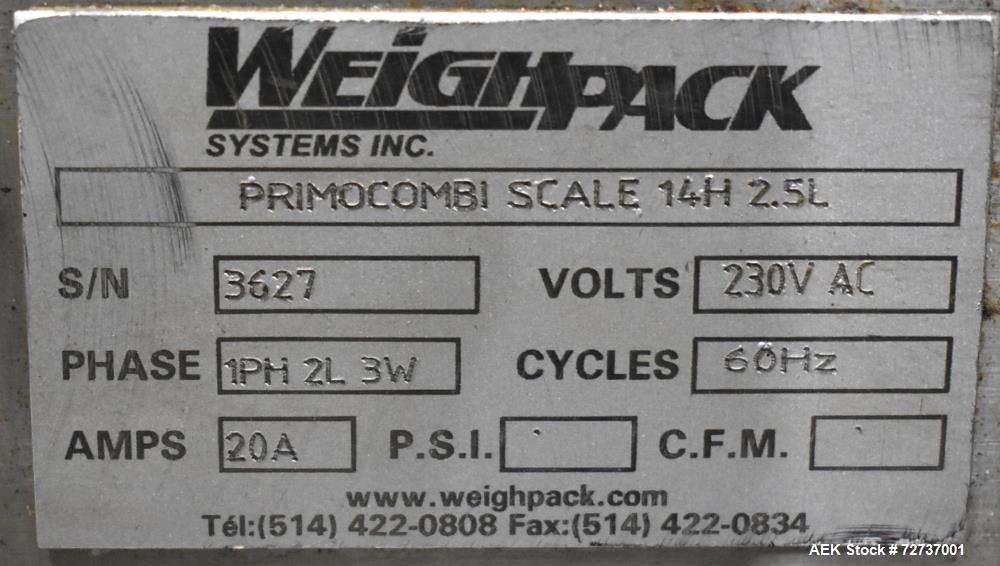 WEIGHPACK
SYSTEMS INC.
PRIMOCOMBI SCALE 14H 2.5L
S/N 3627 VOLTS 230V AC
PHASE 1PH 2L 3W CYCLES 60Hz
AMPS 20A P.S.I. C.F.M.
www.weighpack.com
Tél:(514) 422-0808 Fax:(514) 422-0834
AEK Stock # 72737001